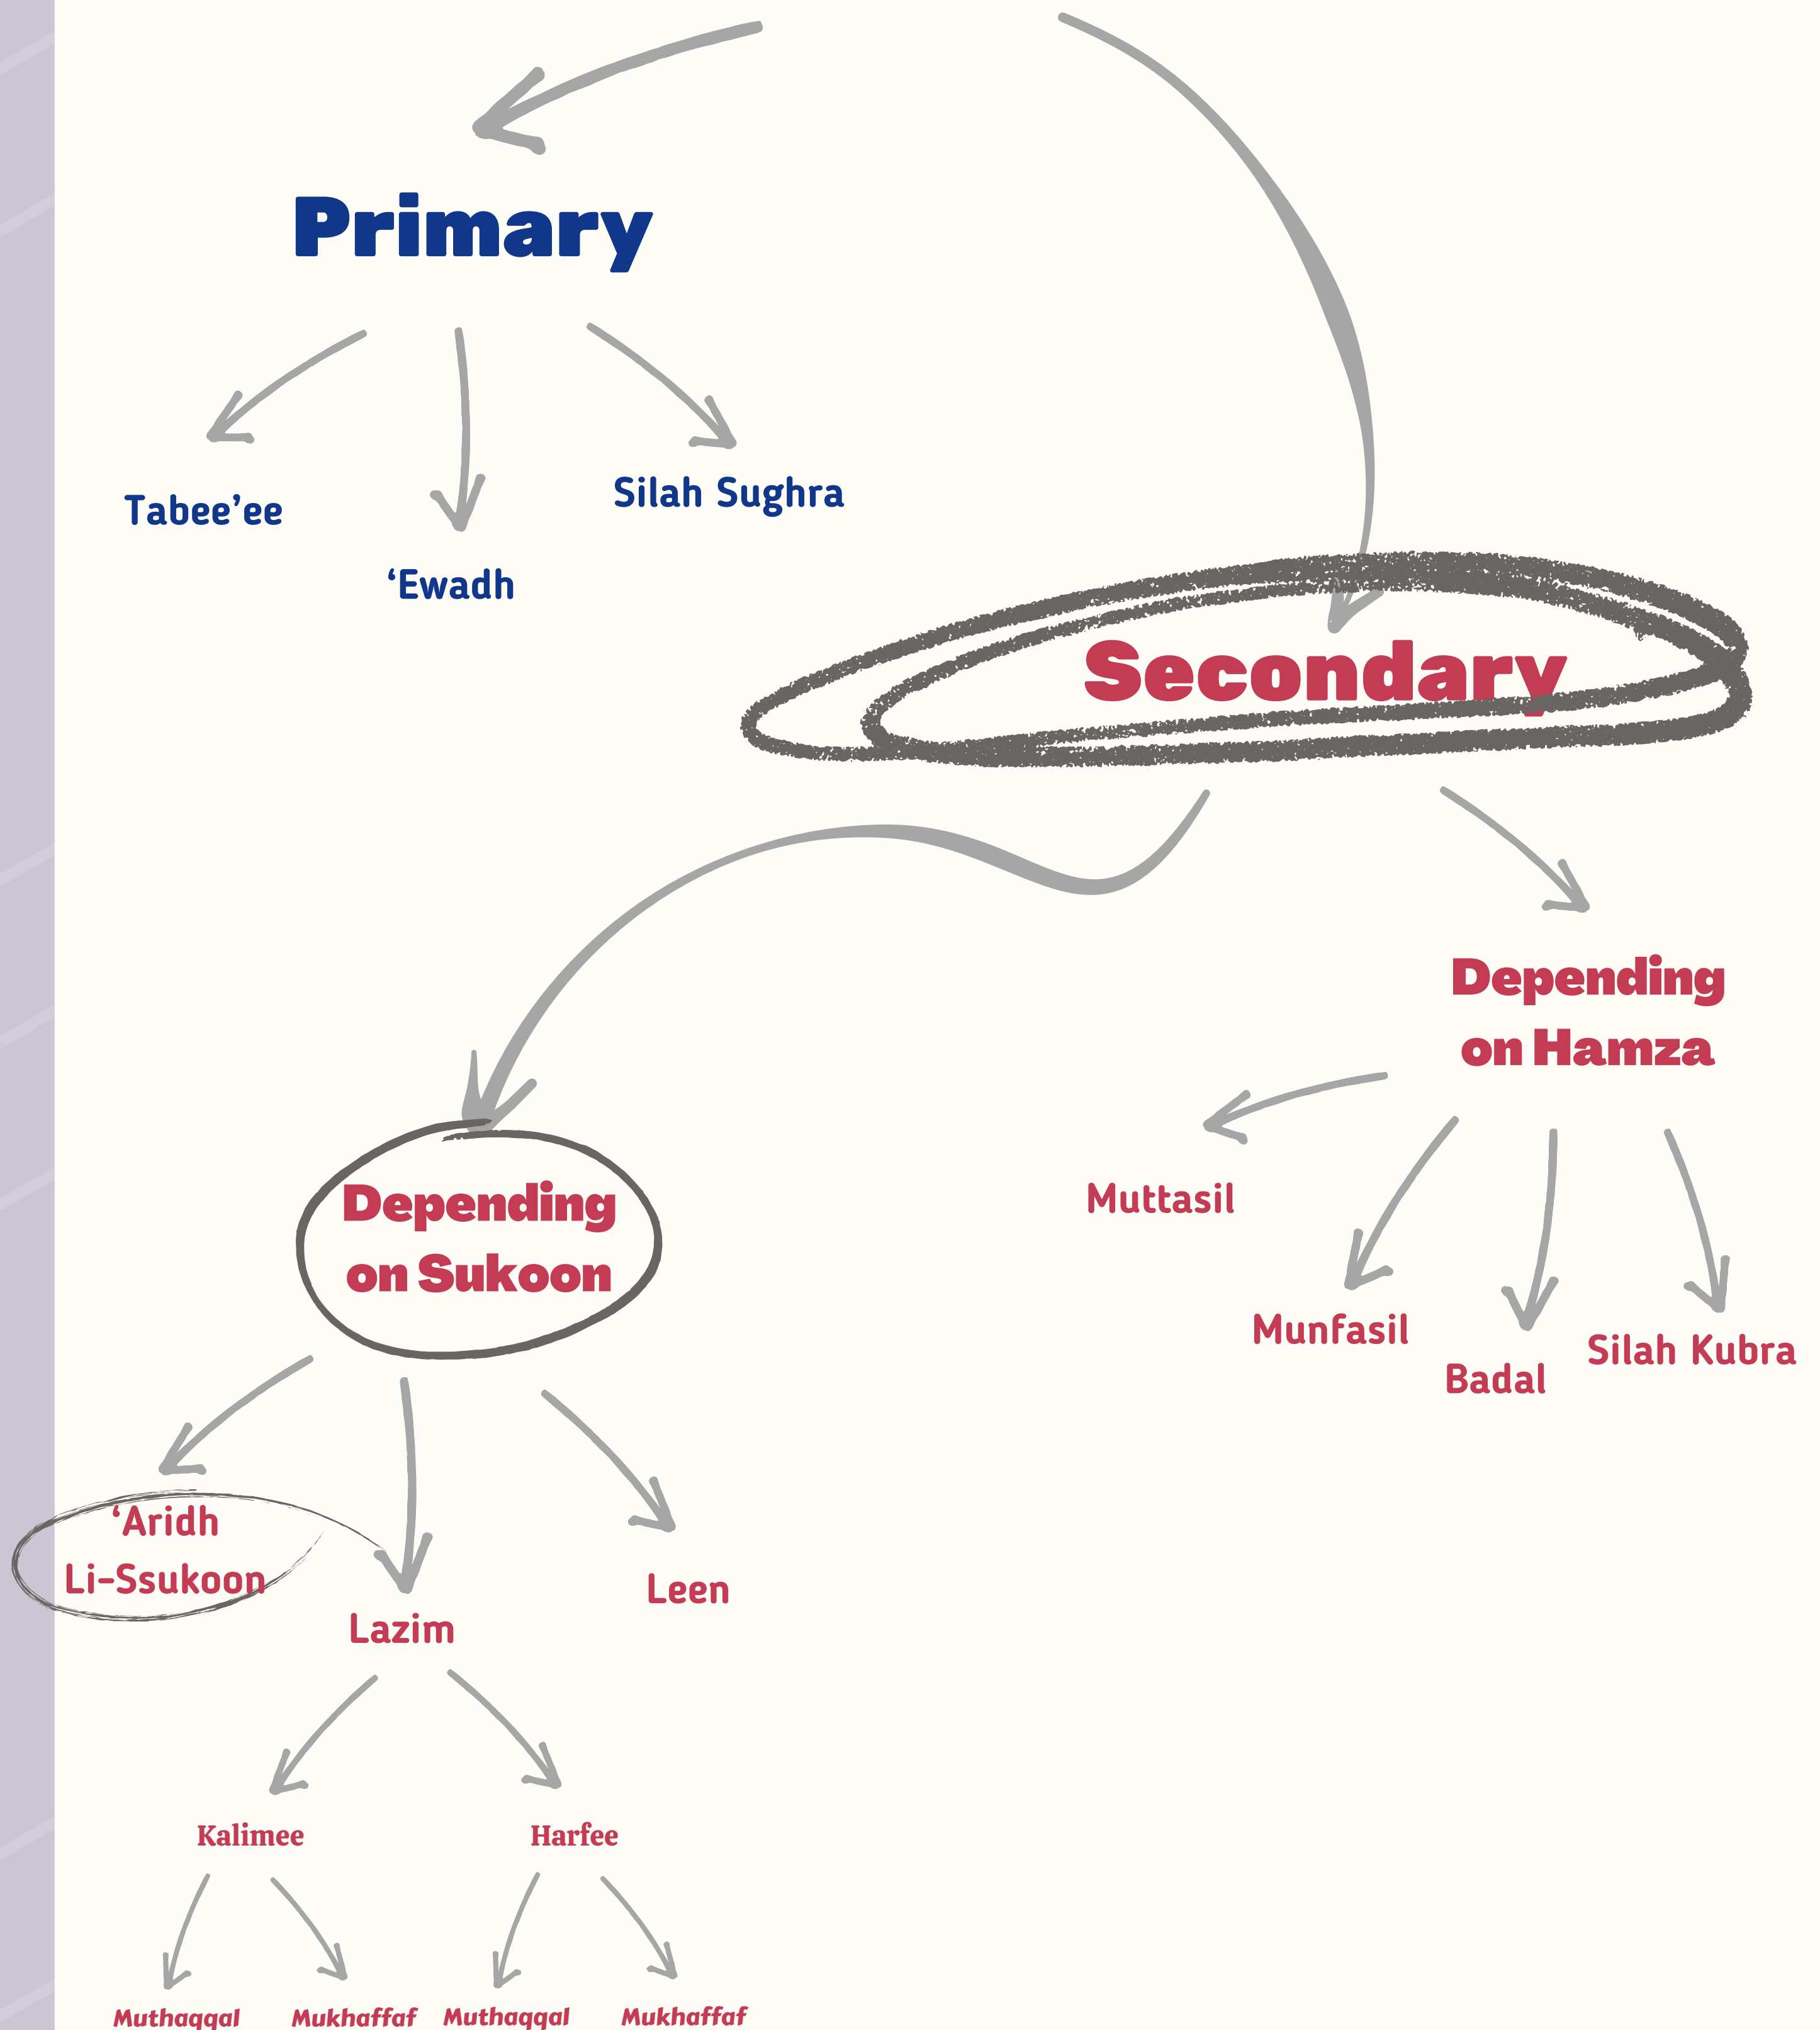 Primary
Tabee’ee
‘Ewadh
Silah Sughra
Secondary
Depending
on Hamza
Muttasil
Munfasil
Badal
Silah Kubra
Depending
on Sukoon
‘Aridh
Li-Ssukoon
Lazim
Leen
Kalimee
Harfee
Muthaqqal
Mukhaffaf
Muthaqqal
Mukhaffaf